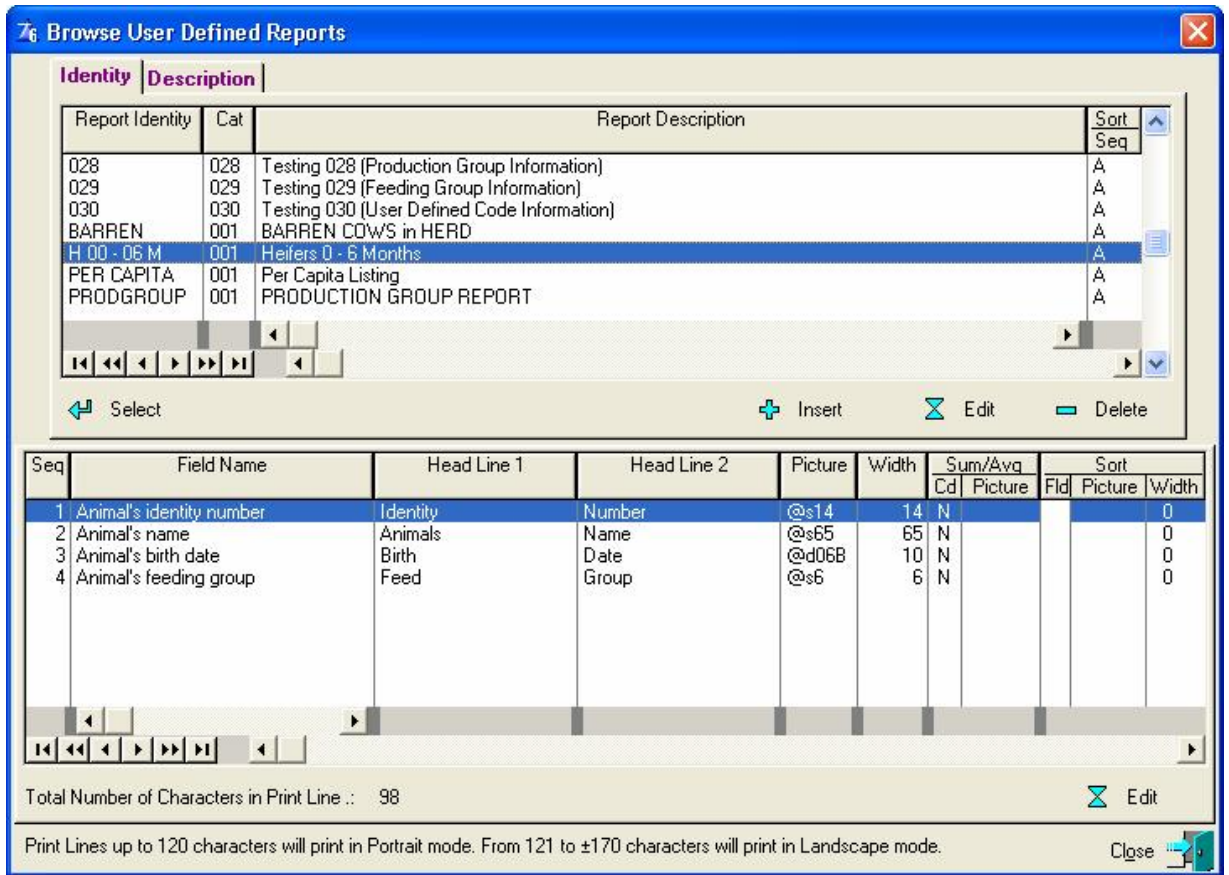 Browse User Defined Reports
Identity Description
Report Identity Cat Report Description Sort
Seq
028 028 Testing 028 (Production Group Information) A
029 029 Testing 029 (Feeding Group Information) A
030 030 Testing 030 (User Defined Code Information) A
BARREN 001 BARREN COWS in HERD A
H 00 - 06 M 001 Heifers 0 - 6 Months A
PER CAPITA 001 Per Capita Listing A
PRODGROUP 001 PRODUCTION GROUP REPORT A
Select Insert Edit Delete
Seq Field Name Head Line 1 Head Line 2 Picture Width Sum/Avg Sort
Cd Picture Fld Picture Width
1 Animal's identity number Identity Number @s14 14 N 0
2 Animal's name Animals Name @s65 65 N 0
3 Animal's birth date Birth Date @d06B 10 N 0
4 Animal's feeding group Feed Group @s6 6 N 0
Total Number of Characters in Print Line .: 98
Edit
Print Lines up to 120 characters will print in Portrait mode. From 121 to ±170 characters will print in Landscape mode.
Close